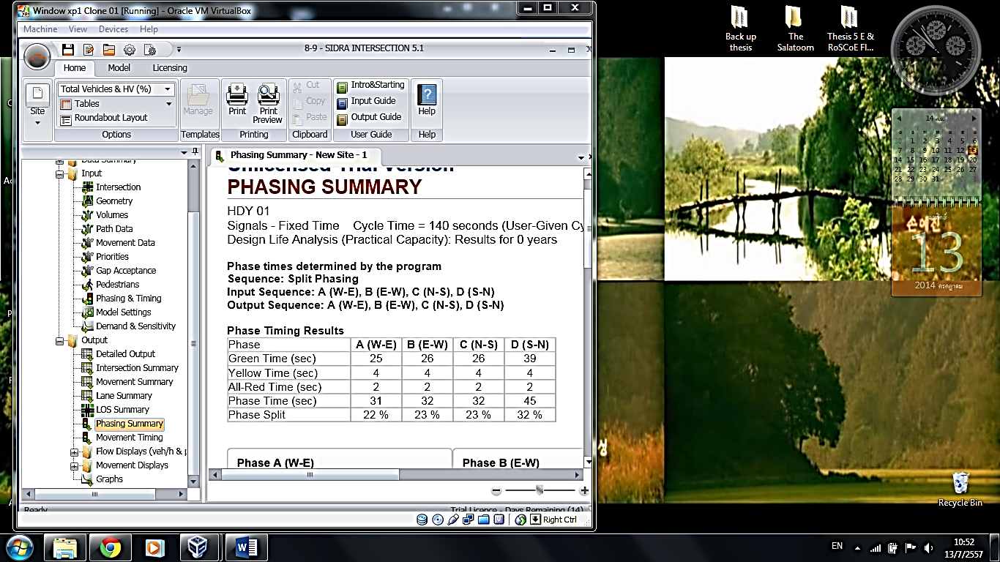 Window xp1 Clone 01 [Running] - Oracle VM VirtualBox
Machine View Devices Help
8-9 - SIDRA INTERSECTION 5.1
Home Model Licensing
Site
Total Vehicles & HV (%)
Tables
Roundabout Layout
Options
Manage
Templates
Print
Print Preview
Printing
Cut
Copy
Paste
Clipboard
Intro&Starting
Input Guide
Output Guide
User Guide
Help
Help
Data Summary
Input
Intersection
Geometry
Volumes
Path Data
Movement Data
Priorities
Gap Acceptance
Pedestrians
Phasing & Timing
Model Settings
Demand & Sensitivity
Output
Detailed Output
Intersection Summary
Movement Summary
Lane Summary
LOS Summary
Phasing Summary
Movement Timing
Flow Displays (veh/h & p
Movement Displays
Graphs
Phasing Summary - New Site - 1
Unlicensed Trial Version
PHASING SUMMARY
HDY 01
Signals - Fixed Time Cycle Time = 140 seconds (User-Given Cy
Design Life Analysis (Practical Capacity): Results for 0 years
Phase times determined by the program
Sequence: Split Phasing
Input Sequence: A (W-E), B (E-W), C (N-S), D (S-N)
Output Sequence: A (W-E), B (E-W), C (N-S), D (S-N)
Phase Timing Results
Phase A (W-E) B (E-W) C (N-S) D (S-N)
Green Time (sec) 25 26 26 39
Yellow Time (sec) 4 4 4 4
All-Red Time (sec) 2 2 2 2
Phase Time (sec) 31 32 32 45
Phase Split 22 % 23 % 23 % 32 %
Phase A (W-E) Phase B (E-W)
Ready
Trial Licence - Days Remaining (14)
Right Ctrl
Back up thesis
The Salatoom
Thesis 5 E & RoSCoE Fl...
14 ก.ค.
30 1 2 3 4 5 6
7 8 9 10 11 12 13
14 15 16 17 18 19 20
21 22 23 24 25 26 27
28 29 30 31 1 2 3
손예진
13
2014 กรกฎาคม
Recycle Bin
EN
10:52
13/7/2557